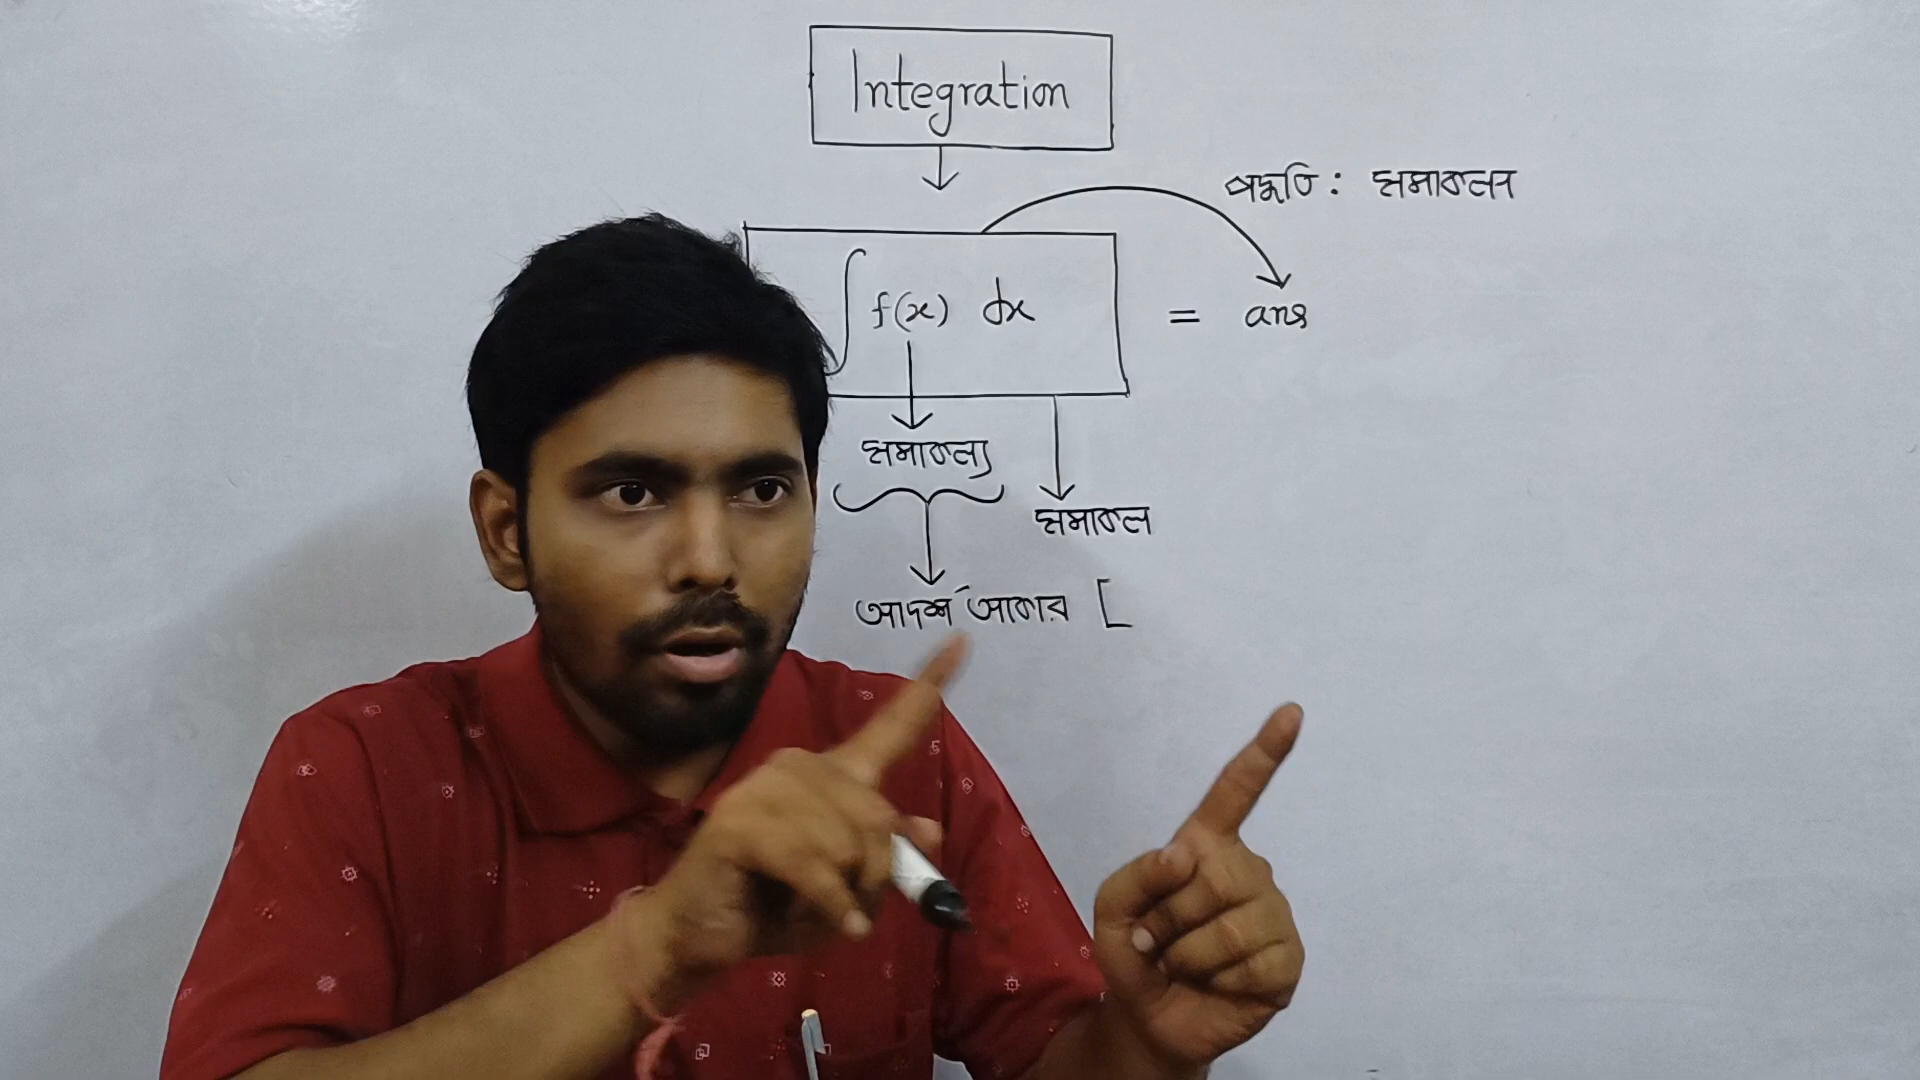 Integration
পদ্ধতি : সমাকলন
∫ f(x) dx = ans
সমাকল্য
সমাকল
আদর্শ আকার [